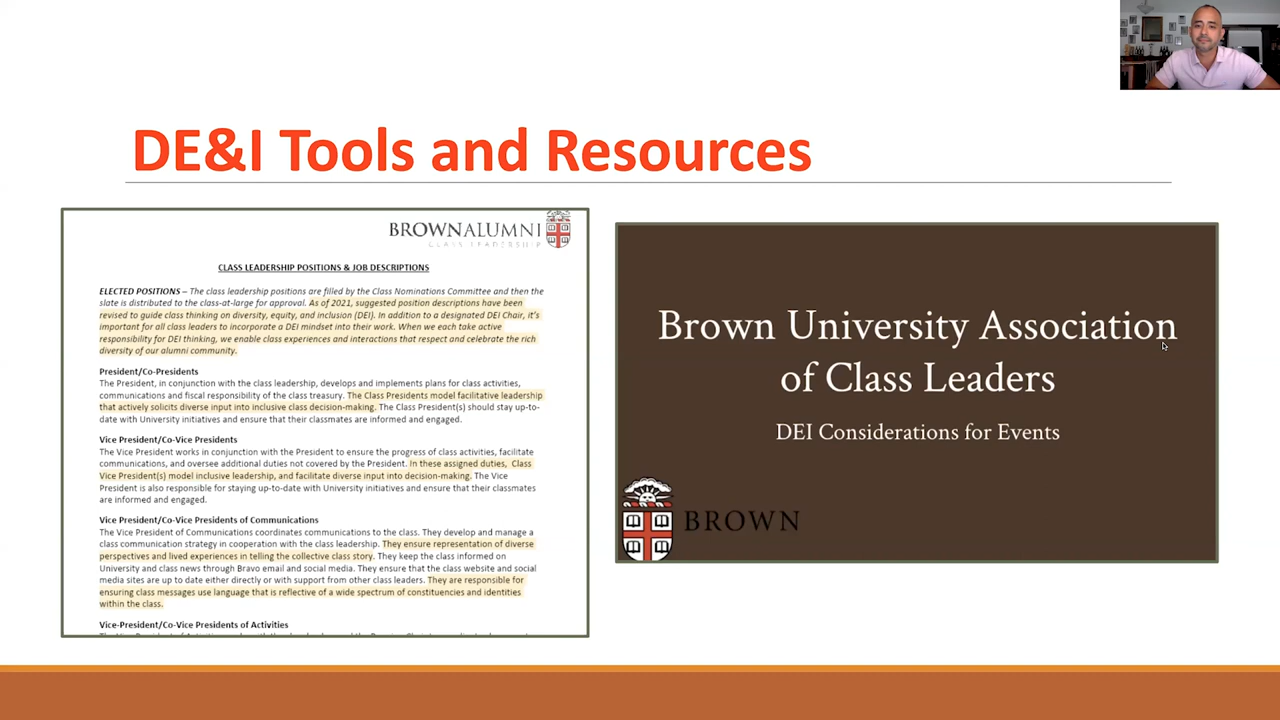 DE&I Tools and Resources
BROWNALUMNI
CLASS LEADERSHIP
CLASS LEADERSHIP POSITIONS & JOB DESCRIPTIONS
ELECTED POSITIONS – The class leadership positions are filled by the Class Nominations Committee and then the
slate is distributed to the class-at-large for approval. As of 2021, suggested position descriptions have been
revised to guide class thinking on diversity, equity, and inclusion (DEI). In addition to a designated DEI Chair, it's
important for all class leaders to incorporate a DEI mindset into their work. When we each take active
responsibility for DEI thinking, we enable class experiences and interactions that respect and celebrate the rich
diversity of our alumni community.
President/Co-Presidents
The President, in conjunction with the class leadership, develops and implements plans for class activities,
communications and fiscal responsibility of the class treasury. The Class Presidents model facilitative leadership
that actively solicits diverse input into inclusive class decision-making. The Class President(s) should stay up-to-
date with University initiatives and ensure that their classmates are informed and engaged.
Vice President/Co-Vice Presidents
The Vice President works in conjunction with the President to ensure the progress of class activities, facilitate
communications, and oversee additional duties not covered by the President. In these assigned duties, Class
Vice President(s) model inclusive leadership, and facilitate diverse input into decision-making. The Vice
President is also responsible for staying up-to-date with University initiatives and ensure that their classmates
are informed and engaged.
Vice President/Co-Vice Presidents of Communications
The Vice President of Communications coordinates communications to the class. They develop and manage a
class communication strategy in cooperation with the class leadership. They ensure representation of diverse
perspectives and lived experiences in telling the collective class story. They keep the class informed on
University and class news through Bravo email and social media. They ensure that the class website and social
media sites are up to date either directly or with support from other class leaders. They are responsible for
ensuring class messages use language that is reflective of a wide spectrum of constituencies and identities
within the class.
Vice-President/Co-Vice Presidents of Activities
Brown University Association
of Class Leaders
DEI Considerations for Events
BROWN